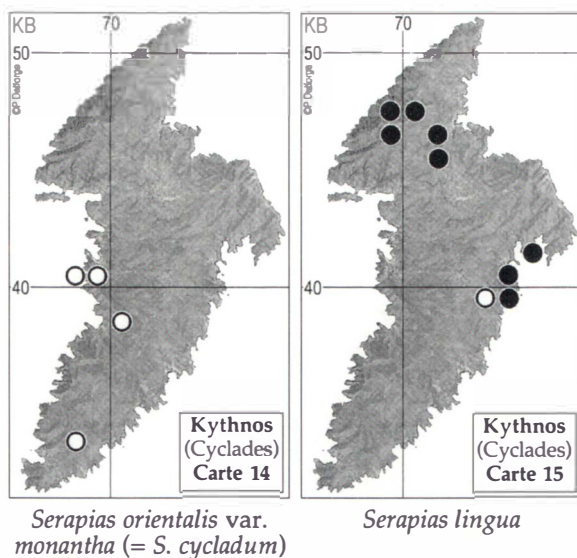 KB
70
50
©P Delforge
40
Kythnos
(Cyclades)
Carte 14
Serapias orientalis var.
monantha (= S. cycladum)
KB
70
50
©P Delforge
40
Kythnos
(Cyclades)
Carte 15
Serapias lingua